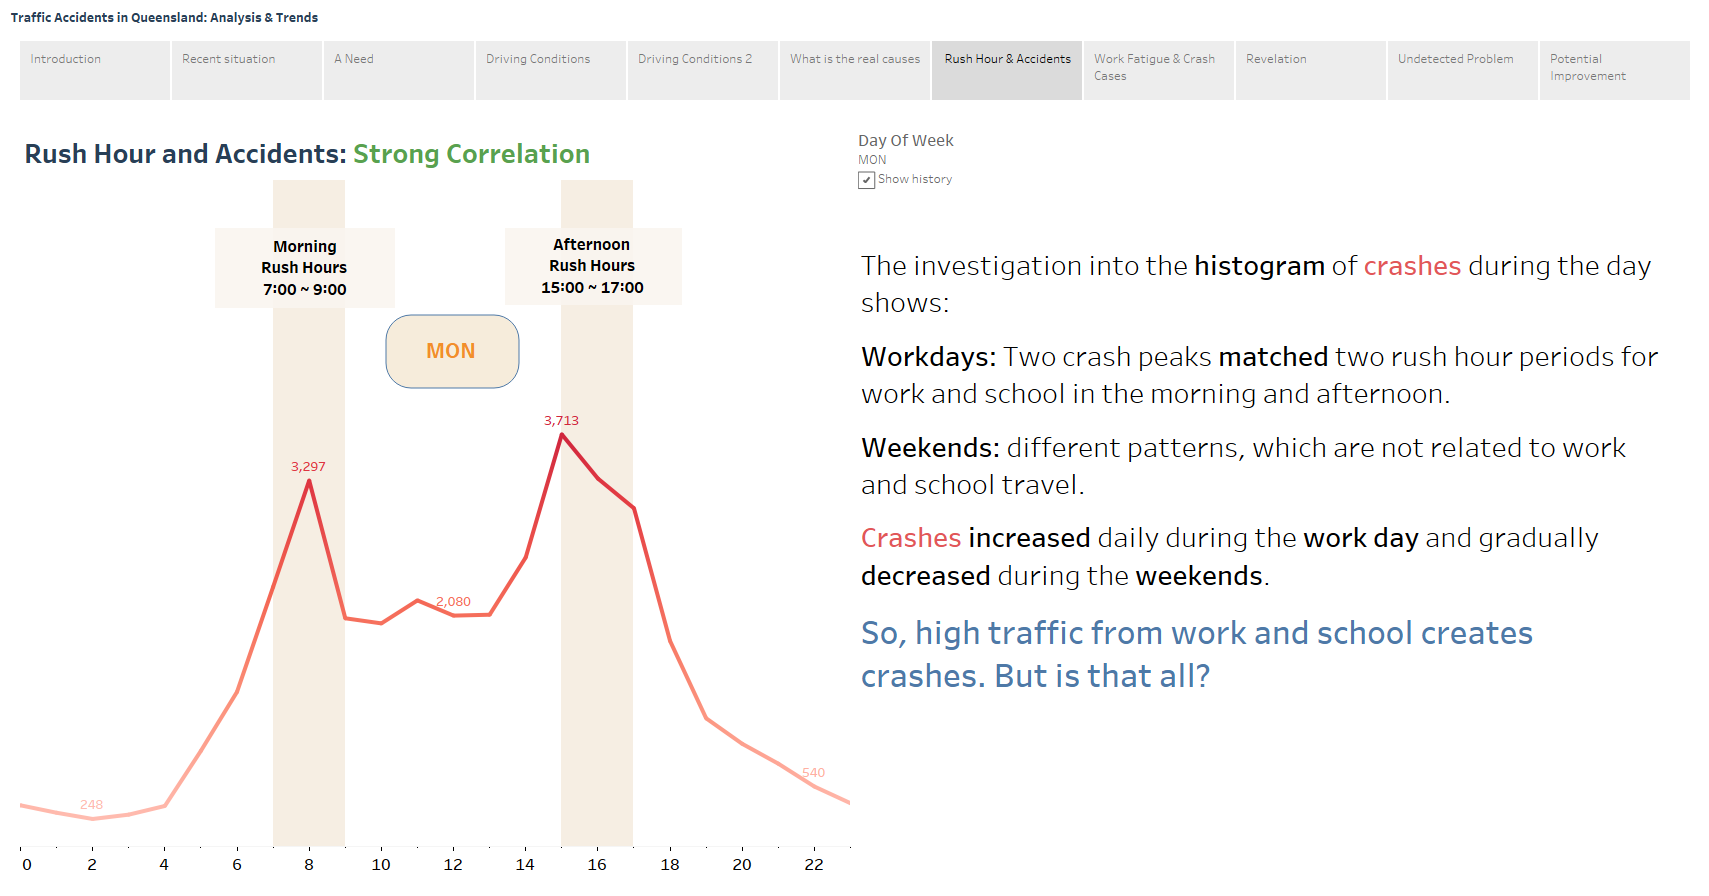 Traffic Accidents in Queensland: Analysis & Trends
Introduction
Recent situation
A Need
Driving Conditions
Driving Conditions 2
What is the real causes
Rush Hour & Accidents
Work Fatigue & Crash
Cases
Revelation
Undetected Problem
Potential
Improvement
Rush Hour and Accidents: Strong Correlation
Morning
Rush Hours
7:00 ~ 9:00
Afternoon
Rush Hours
15:00 ~ 17:00
MON
3,713
3,297
2,080
540
248
0 2 4 6 8 10 12 14 16 18 20 22
Day Of Week
MON
Show history
The investigation into the histogram of crashes during the day
shows:
Workdays: Two crash peaks matched two rush hour periods for
work and school in the morning and afternoon.
Weekends: different patterns, which are not related to work
and school travel.
Crashes increased daily during the work day and gradually
decreased during the weekends.
So, high traffic from work and school creates
crashes. But is that all?